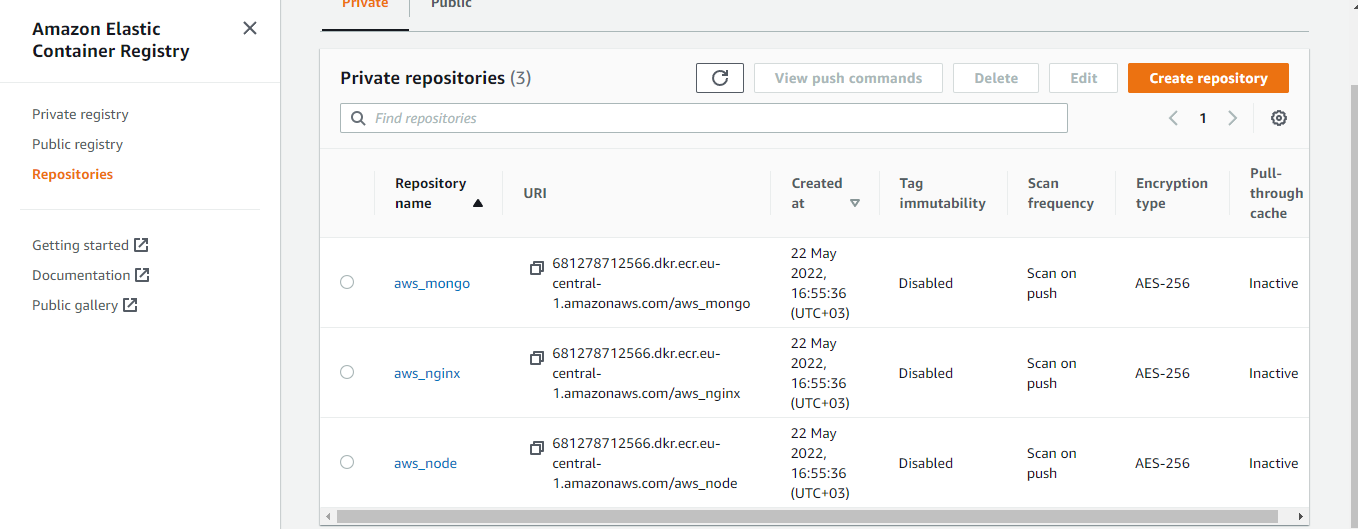 Private
Public
Amazon Elastic
Container Registry
Private registry
Public registry
Repositories
Getting started
Documentation
Public gallery
Private repositories (3)
View push commands
Delete
Edit
Create repository
Find repositories
1
Repository
name
URI
Created
at
Tag
immutability
Scan
frequency
Encryption
type
Pull-
through
cache
aws_mongo
681278712566.dkr.ecr.eu-
central-
1.amazonaws.com/aws_mongo
22 May
2022,
16:55:36
(UTC+03)
Disabled
Scan on
push
AES-256
Inactive
aws_nginx
681278712566.dkr.ecr.eu-
central-
1.amazonaws.com/aws_nginx
22 May
2022,
16:55:36
(UTC+03)
Disabled
Scan on
push
AES-256
Inactive
aws_node
681278712566.dkr.ecr.eu-
central-
1.amazonaws.com/aws_node
22 May
2022,
16:55:36
(UTC+03)
Disabled
Scan on
push
AES-256
Inactive